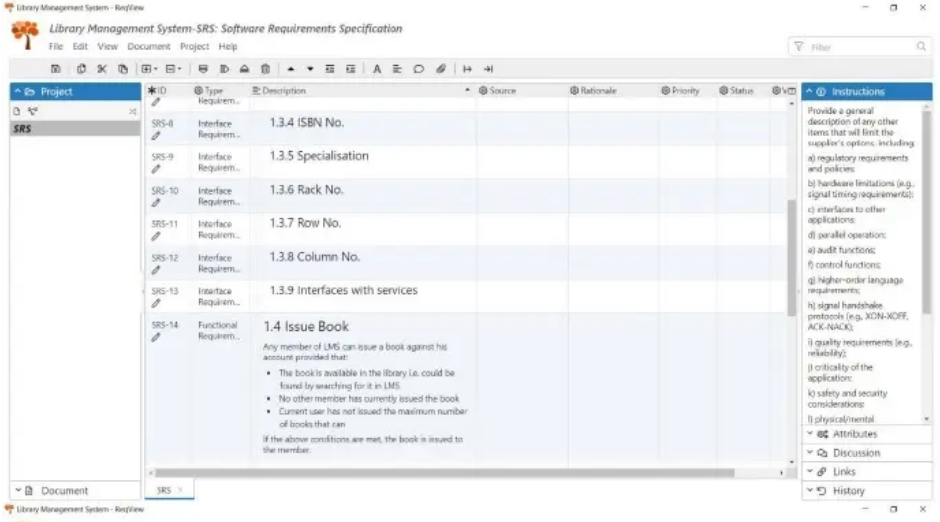 Library Management System - ReqView
Library Management System-SRS: Software Requirements Specification
File Edit View Document Project Help
Filter
Project
SRS
Document
ID Type Description Source Rationale Priority Status
Requirem...
SRS-8 Interface Requirem... 1.3.4 ISBN No.
SRS-9 Interface Requirem... 1.3.5 Specialisation
SRS-10 Interface Requirem... 1.3.6 Rack No.
SRS-11 Interface Requirem... 1.3.7 Row No.
SRS-12 Interface Requirem... 1.3.8 Column No.
SRS-13 Interface Requirem... 1.3.9 Interfaces with services
SRS-14 Functional Requirem... 1.4 Issue Book
Any member of LMS can issue a book against his
account provided that:
• The book is available in the library i.e. could be
found by searching for it in LMS
• No other member has currently issued the book
• Current user has not issued the maximum number
of books that can
If the above conditions are met, the book is issued to
the member.
SRS
Instructions
Provide a general
description of any other
items that will limit the
supplier's options, including:
a) regulatory requirements
and policies;
b) hardware limitations (e.g.,
signal timing requirements);
c) interfaces to other
applications;
d) parallel operation;
e) audit functions;
f) control functions;
g) higher-order language
requirements;
h) signal handshake
protocols (e.g., XON-XOFF,
ACK-NACK);
i) quality requirements (e.g.,
reliability);
j) criticality of the
application;
k) safety and security
considerations;
l) physical/mental
Attributes
Discussion
Links
History
Library Management System - ReqView